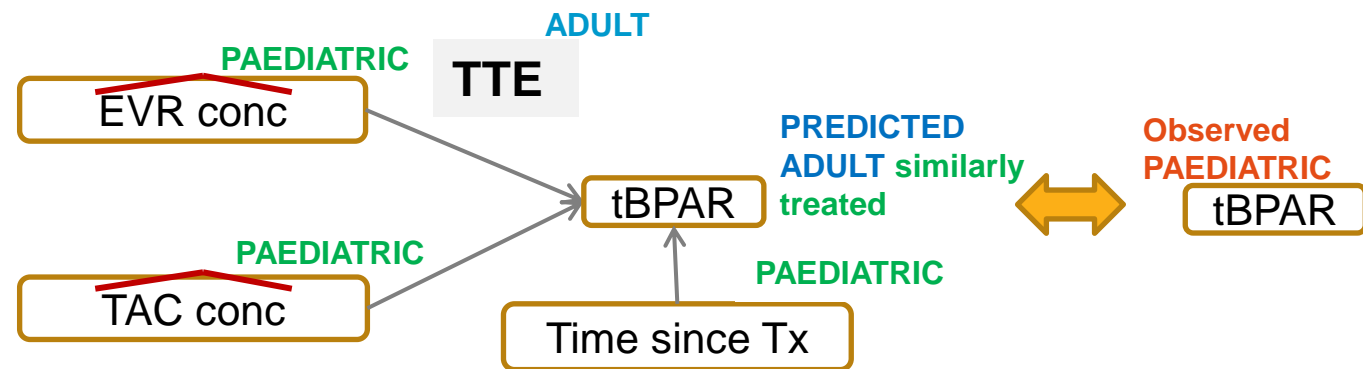 ADULT
PAEDIATRIC
TTE
EVR conc
PREDICTED
ADULT similarly
treated
Observed
PAEDIATRIC
tBPAR
tBPAR
PAEDIATRIC
PAEDIATRIC
TAC conc
Time since Tx